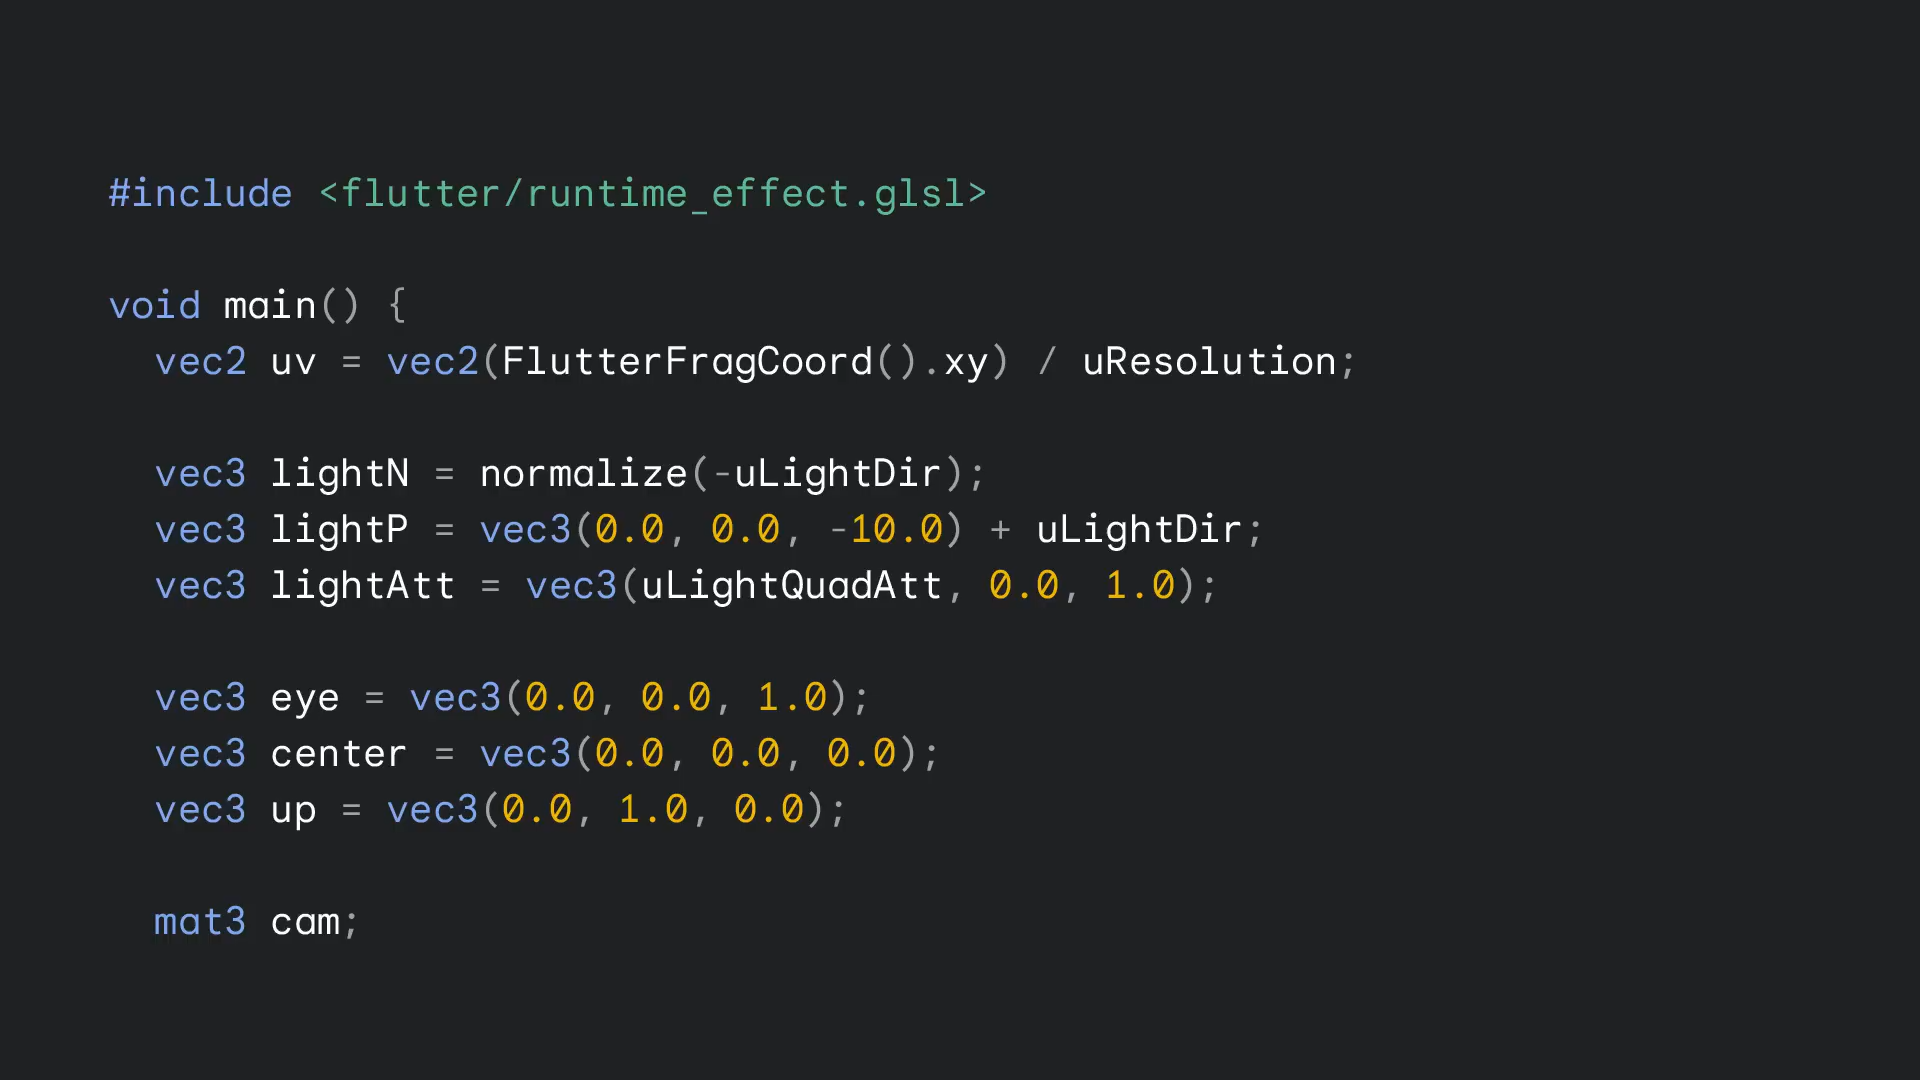 #include <flutter/runtime_effect.glsl>
void main() {
vec2 uv = vec2(FlutterFragCoord().xy) / uResolution;
vec3 lightN = normalize(-uLightDir);
vec3 lightP = vec3(0.0, 0.0, -10.0) + uLightDir;
vec3 lightAtt = vec3(uLightQuadAtt, 0.0, 1.0);
vec3 eye = vec3(0.0, 0.0, 1.0);
vec3 center = vec3(0.0, 0.0, 0.0);
vec3 up = vec3(0.0, 1.0, 0.0);
mat3 cam;